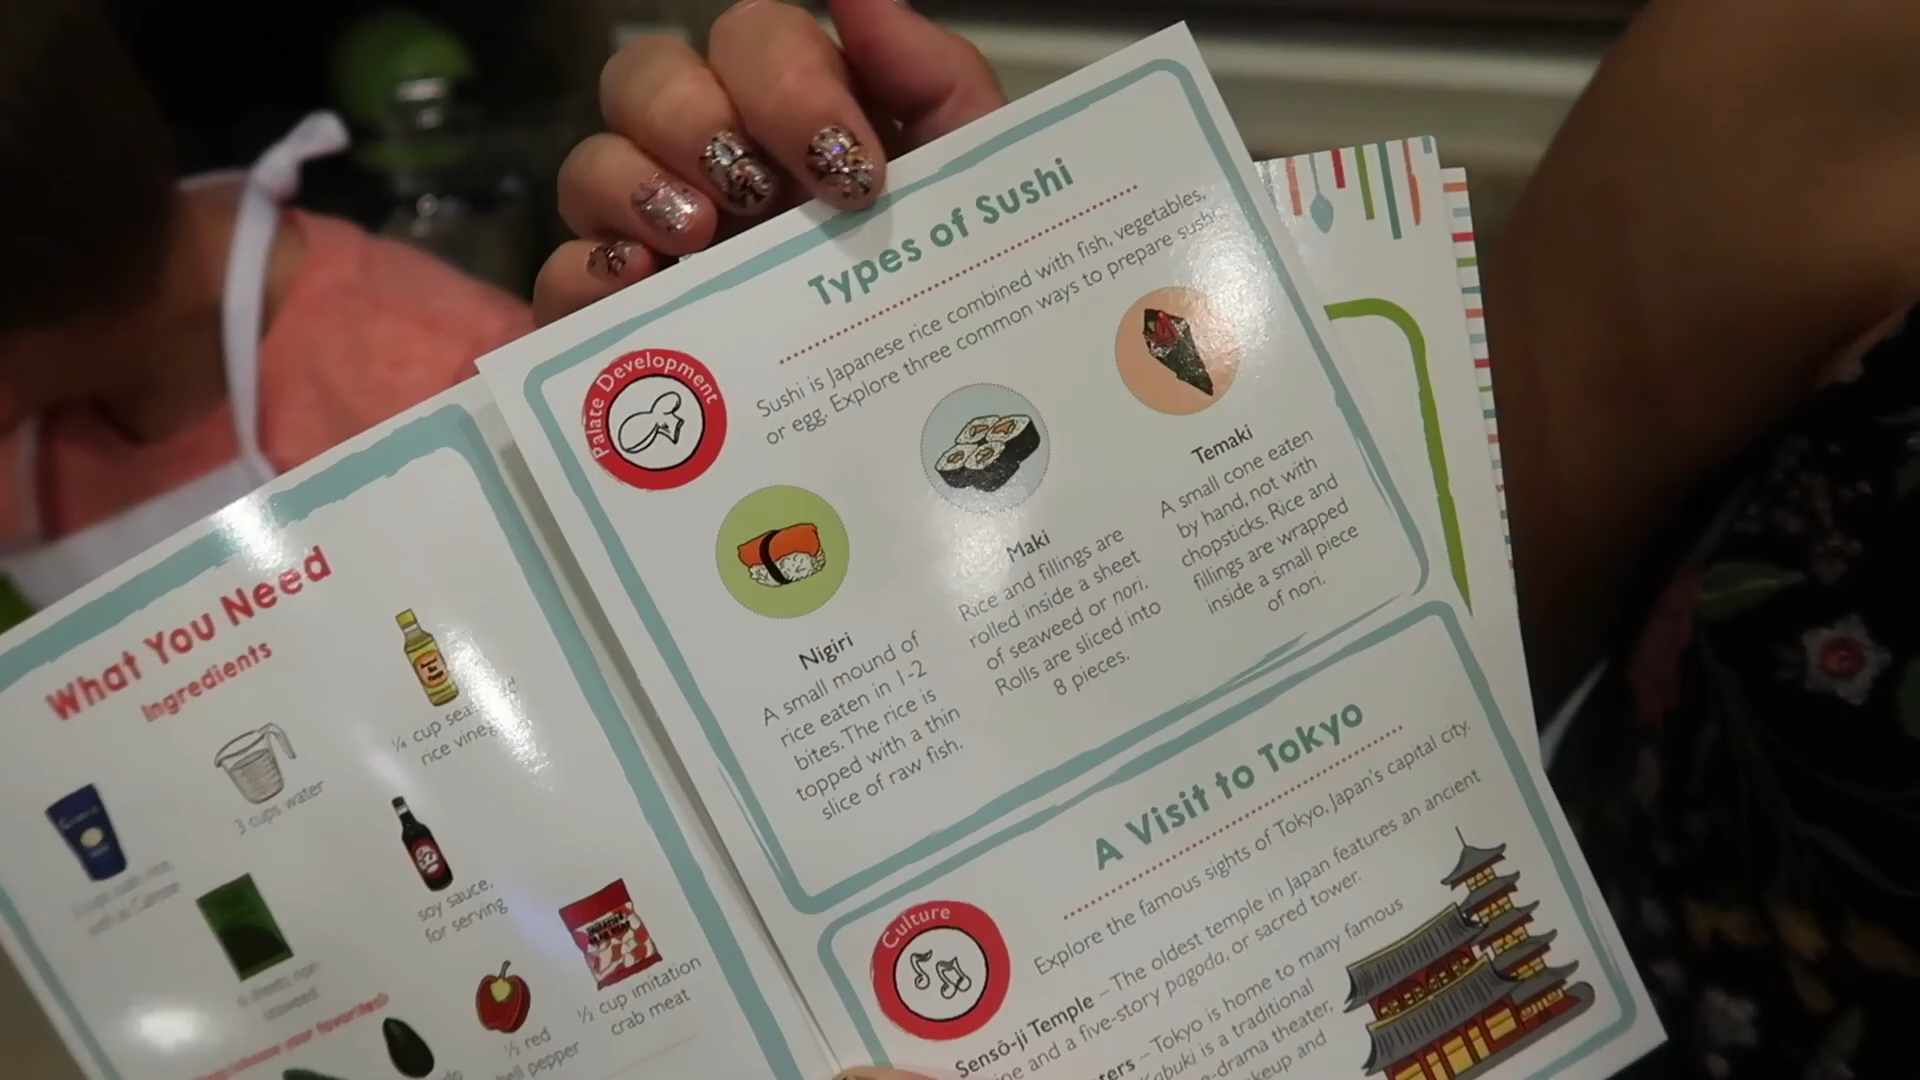 What You Need
Ingredients
¼ cup
rice
3 cups water
soy sauce,
for serving
½ cup imitation
crab meat
½ red
pepper
Types of Sushi
Palate Development
Sushi is Japanese rice combined with fish, vegetables,
or egg. Explore three common ways to prepare sushi.
Nigiri
A small mound of
rice eaten in 1-2
bites. The rice is
topped with a thin
slice of raw fish.
Maki
Rice and fillings are
rolled inside a sheet
of seaweed or nori.
Rolls are sliced into
8 pieces.
Temaki
A small cone eaten
by hand, not with
chopsticks. Rice and
fillings are wrapped
inside a small piece
of nori.
A Visit to Tokyo
Culture
Explore the famous sights of Tokyo, Japan's capital city.
Sensō-ji Temple – The oldest temple in Japan features an ancient
and a five-story pagoda, or sacred tower.
– Tokyo is home to many famous
Kabuki is a traditional
-drama theater,
and